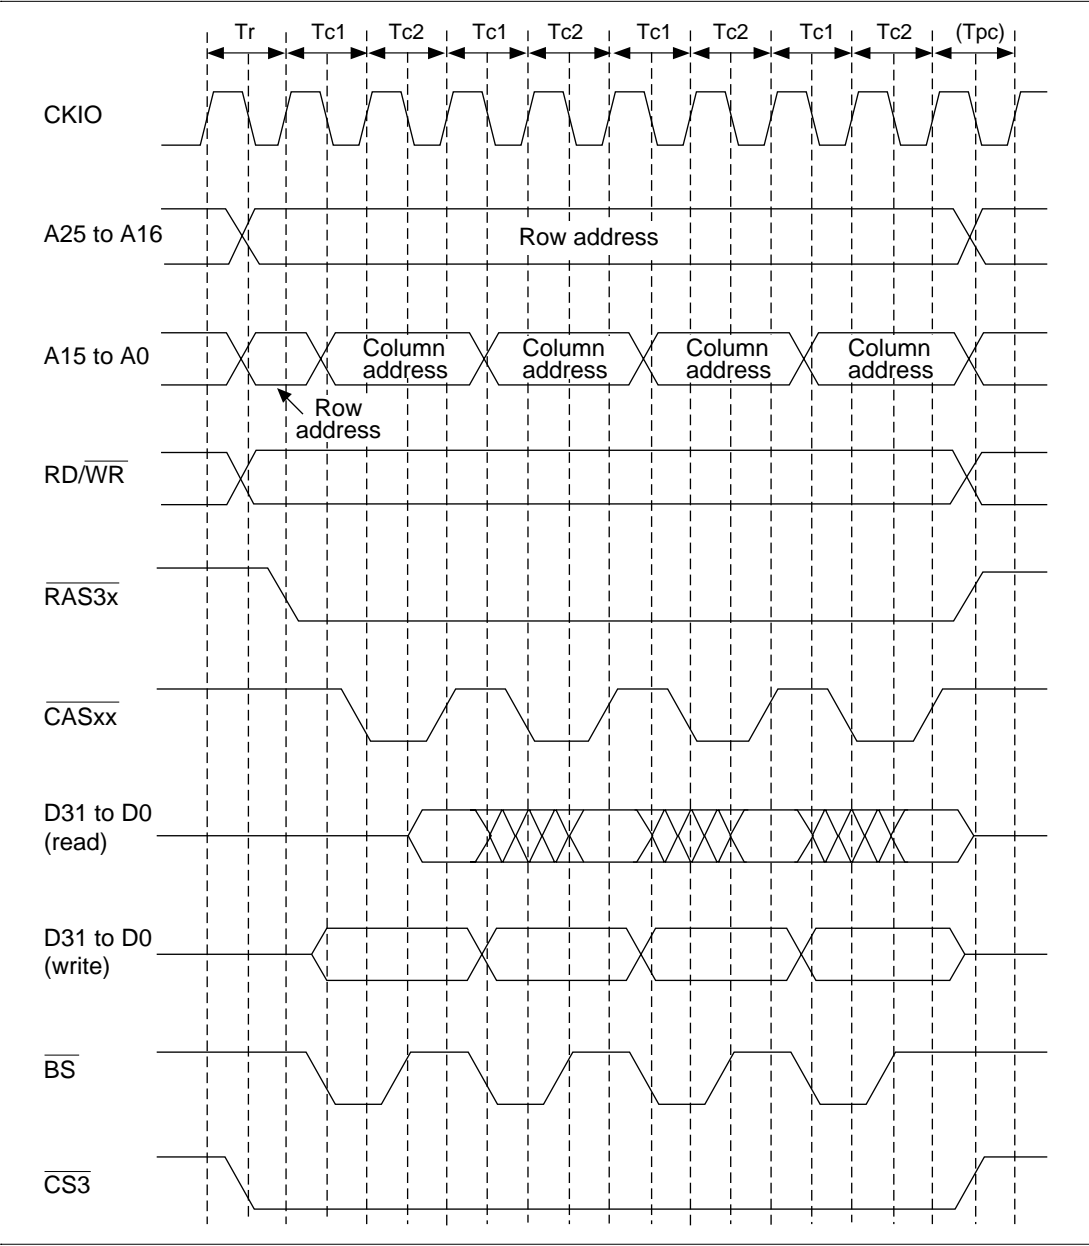 Tr Tc1 Tc2 Tc1 Tc2 Tc1 Tc2 Tc1 Tc2 (Tpc)
CKIO
A25 to A16
Row address
A15 to A0
Column address
Column address
Column address
Column address
Row address
RD/WR
RAS3x
CASxx
D31 to D0
(read)
D31 to D0
(write)
BS
CS3